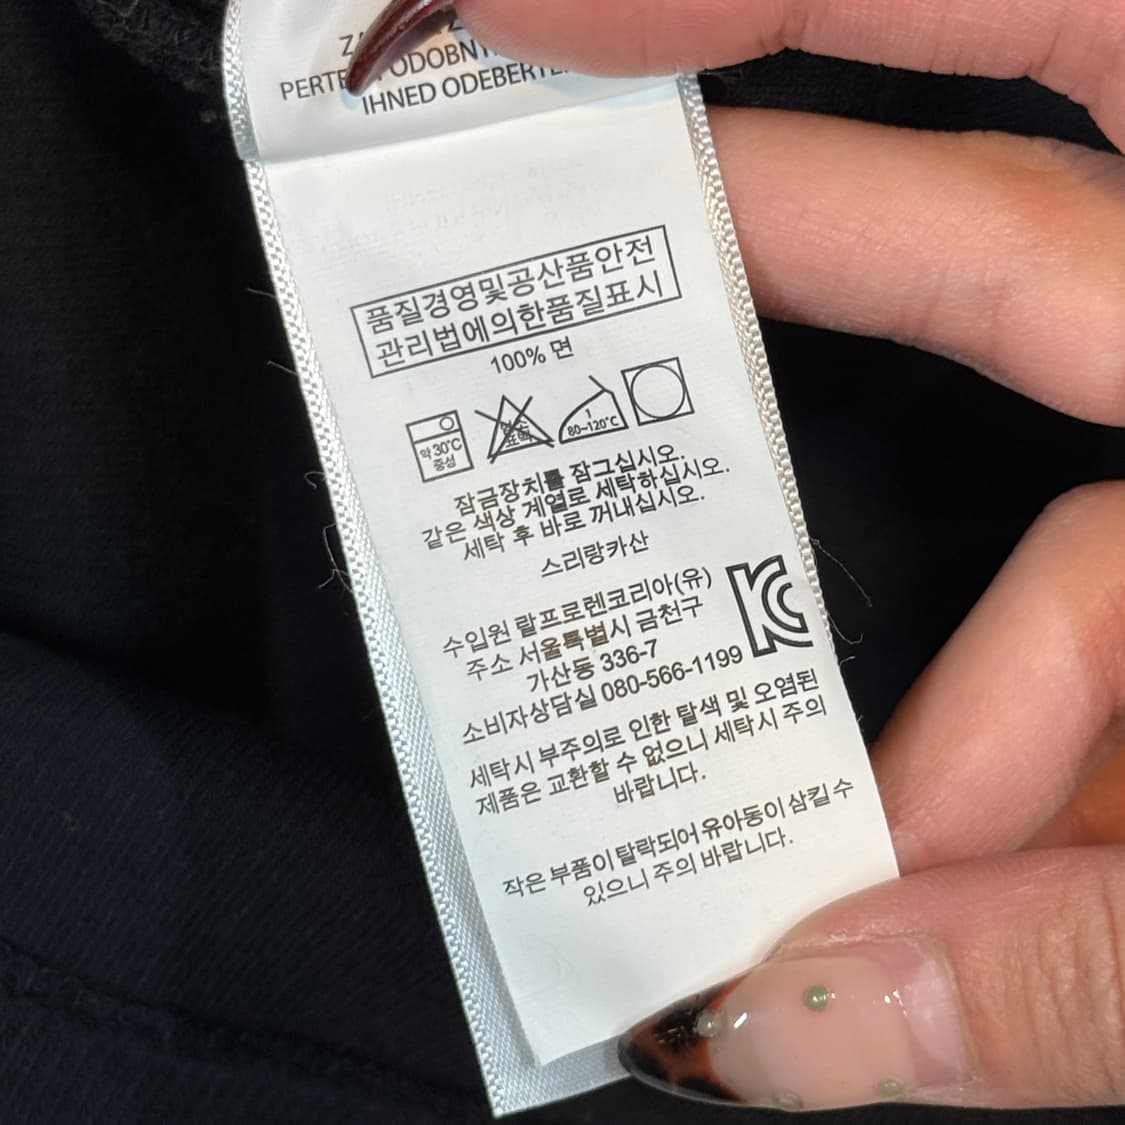 IHNED
품질경영및공산품안전
관리법에의한품질표시
100% 면
약 30℃
중성
염소
표백
1
80~120℃
잠금장치를 잠그십시오.
같은 색상 계열로 세탁하십시오.
세탁 후 바로 꺼내십시오.
스리랑카산
수입원 랄프로렌코리아(유)
주소 서울특별시 금천구
가산동 336-7
소비자상담실 080-566-1199
KC
세탁시 부주의로 인한 탈색 및 오염된
제품은 교환할 수 없으니 세탁시 주의
바랍니다.
작은 부품이 탈락되어 유아동이 삼킬 수
있으니 주의 바랍니다.